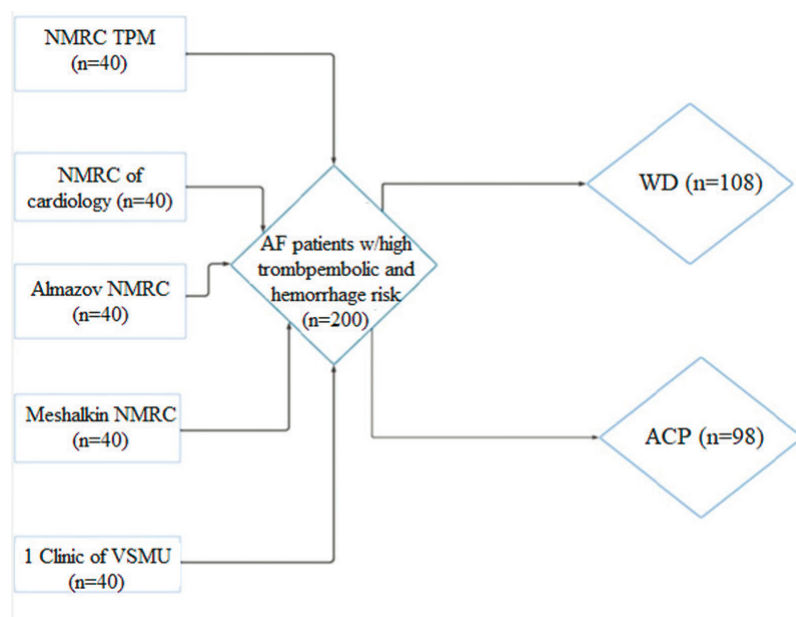 NMRC TPM
(n=40)
NMRC of
cardiology (n=40)
Almazov NMRC
(n=40)
Meshalkin NMRC
(n=40)
1 Clinic of VSMU
(n=40)
AF patients w/high
trombpembolic and
hemorrhage risk
(n=200)
WD (n=108)
ACP (n=98)